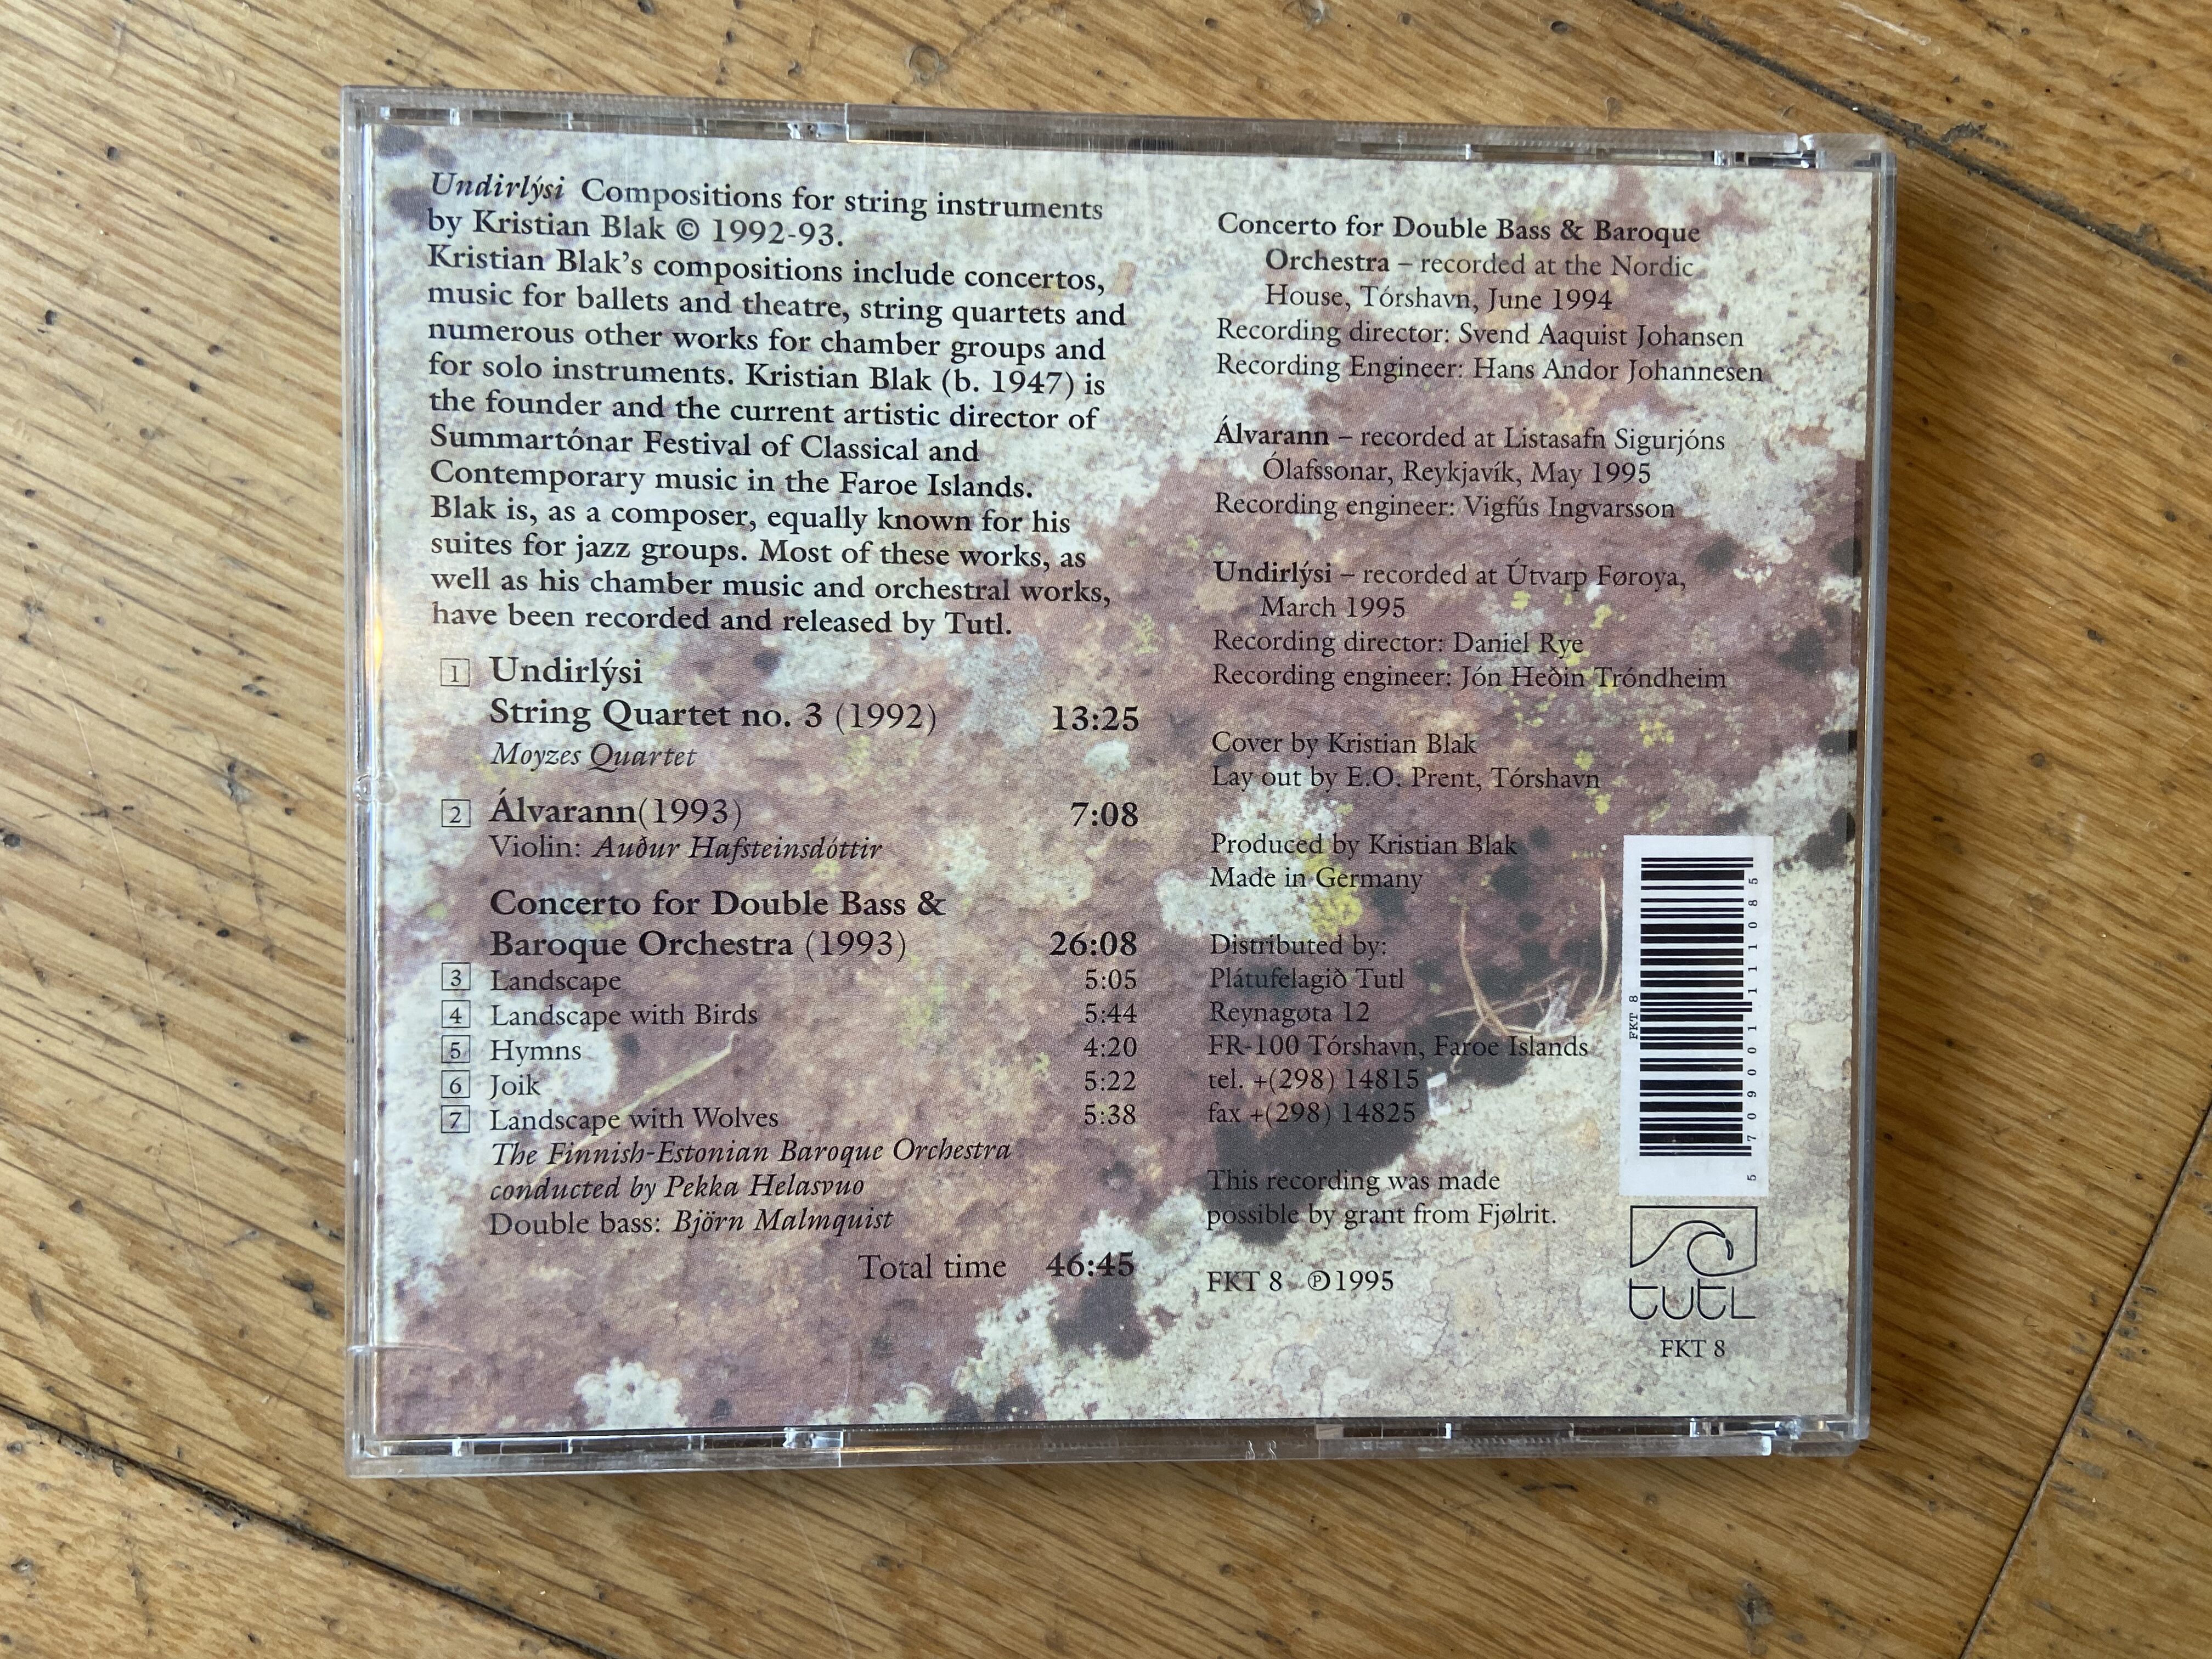 Undirlýsi Compositions for string instruments
by Kristian Blak © 1992-93.
Kristian Blak's compositions include concertos,
music for ballets and theatre, string quartets and
numerous other works for chamber groups and
for solo instruments. Kristian Blak (b. 1947) is
the founder and the current artistic director of
Summartónar Festival of Classical and
Contemporary music in the Faroe Islands.
Blak is, as a composer, equally known for his
suites for jazz groups. Most of these works, as
well as his chamber music and orchestral works,
have been recorded and released by Tutl.
1 Undirlýsi
String Quartet no. 3 (1992) 13:25
Moyzes Quartet
2 Álvarann(1993) 7:08
Violin: Auður Hafsteinsdóttir
Concerto for Double Bass &
Baroque Orchestra (1993) 26:08
3 Landscape 5:05
4 Landscape with Birds 5:44
5 Hymns 4:20
6 Joik 5:22
7 Landscape with Wolves 5:38
The Finnish-Estonian Baroque Orchestra
conducted by Pekka Helasvuo
Double bass: Björn Malmquist
Total time 46:45
Concerto for Double Bass & Baroque
Orchestra – recorded at the Nordic
House, Tórshavn, June 1994
Recording director: Svend Aaquist Johansen
Recording Engineer: Hans Andor Johannesen
Álvarann – recorded at Listasafn Sigurjóns
Ólafssonar, Reykjavík, May 1995
Recording engineer: Vigfús Ingvarsson
Undirlýsi – recorded at Útvarp Føroya,
March 1995
Recording director: Daniel Rye
Recording engineer: Jón Heðin Tróndheim
Cover by Kristian Blak
Lay out by E.O. Prent, Tórshavn
Produced by Kristian Blak
Made in Germany
Distributed by:
Plátufelagið Tutl
Reynagøta 12
FR-100 Tórshavn, Faroe Islands
tel. +(298) 14815
fax +(298) 14825
This recording was made
possible by grant from Fjølrit.
FKT 8 ℗1995
FKT 8
5 709001 111085
tutl
FKT 8